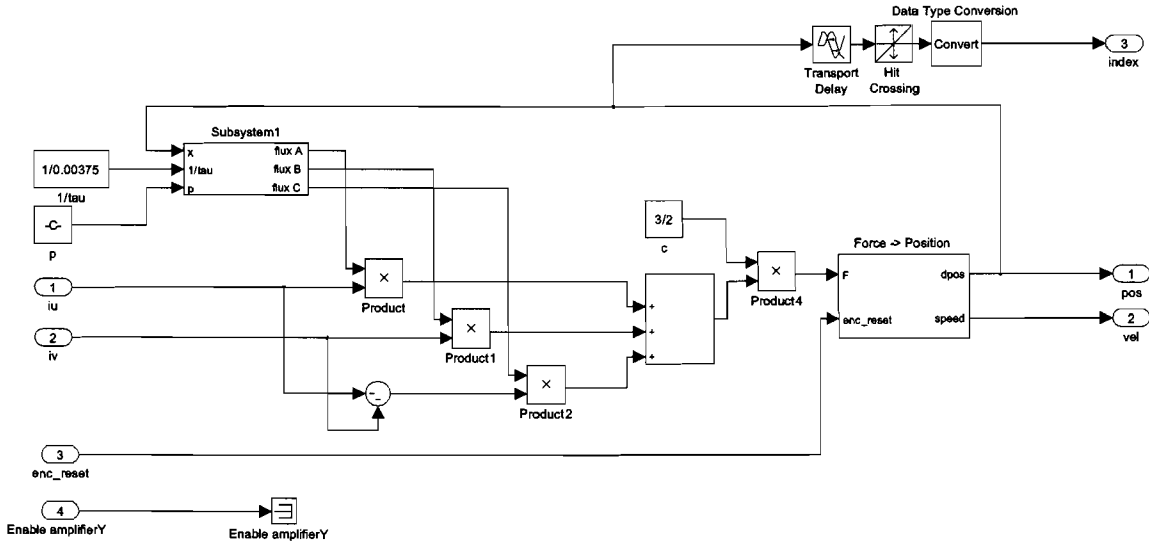 Data Type Conversion
Convert
3
index
Transport
Delay
Hit
Crossing
Subsystem1
x
1/tau
p
flux A
flux B
flux C
1/0.00375
1/tau
-C-
p
3/2
c
×
Product4
Force -> Position
F
enc_reset
dpos
speed
1
pos
2
vel
1
iu
×
Product
2
iv
×
Product1
+
+
+
×
Product2
-
-
3
enc_reset
4
Enable amplifierY
Enable amplifierY